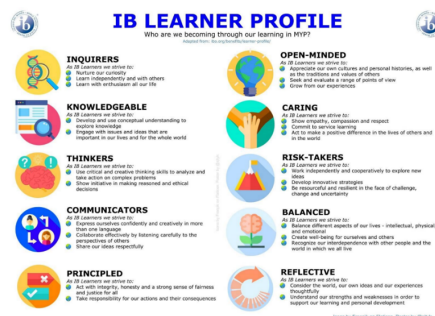 IB LEARNER PROFILE
Who are we becoming through our learning in MYP?
INQUIRERS
As IB Learners we strive to:
Nurture our curiosity
Learn independently and with others
Learn with enthusiasm all our life
KNOWLEDGEABLE
As IB Learners we strive to:
Develop and use conceptual understanding to
explore knowledge
Engage with issues and ideas that are
important in our lives and for the whole world
THINKERS
As IB Learners we strive to:
Use critical and creative thinking skills to analyze and
take action on complex problems
Show initiative in making reasoned and ethical
decisions
COMMUNICATORS
As IB Learners we strive to:
Express ourselves confidently and creatively in more
than one language
Collaborate effectively by listening carefully to the
perspectives of others
Share our ideas respectfully
PRINCIPLED
As IB Learners we strive to:
Act with integrity, honesty and a strong sense of fairness
and justice for all
Take responsibility for our actions and their consequences
OPEN-MINDED
As IB Learners we strive to:
Appreciate our own cultures and personal histories, as well
as the traditions and values of others
Seek and evaluate a range of points of view
Grow from our experiences
CARING
As IB Learners we strive to:
Show empathy, compassion and respect
Commit to service learning
Act to make a positive difference in the lives of others and
in the world
RISK-TAKERS
As IB Learners we strive to:
Work independently and cooperatively to explore new
ideas
Develop innovative strategies
Be resourceful and resilient in the face of challenge,
change and uncertainty
BALANCED
As IB Learners we strive to:
Balance different aspects of our lives - intellectual, physical
and emotional
Create well-being for ourselves and others
Recognize our interdependence with other people and the
world in which we all live
REFLECTIVE
As IB Learners we strive to:
Consider the world, our own ideas and our experiences
thoughtfully
Understand our strengths and weaknesses in order to
support our learning and personal development